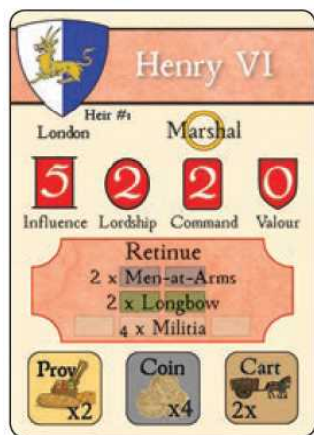 Henry VI
Heir #1
London
Marshal
5 2 2 0
Influence Lordship Command Valour
Retinue
2 x Men-at-Arms
2 x Longbow
4 x Militia
Prov Coin Cart
x2 x4 2x